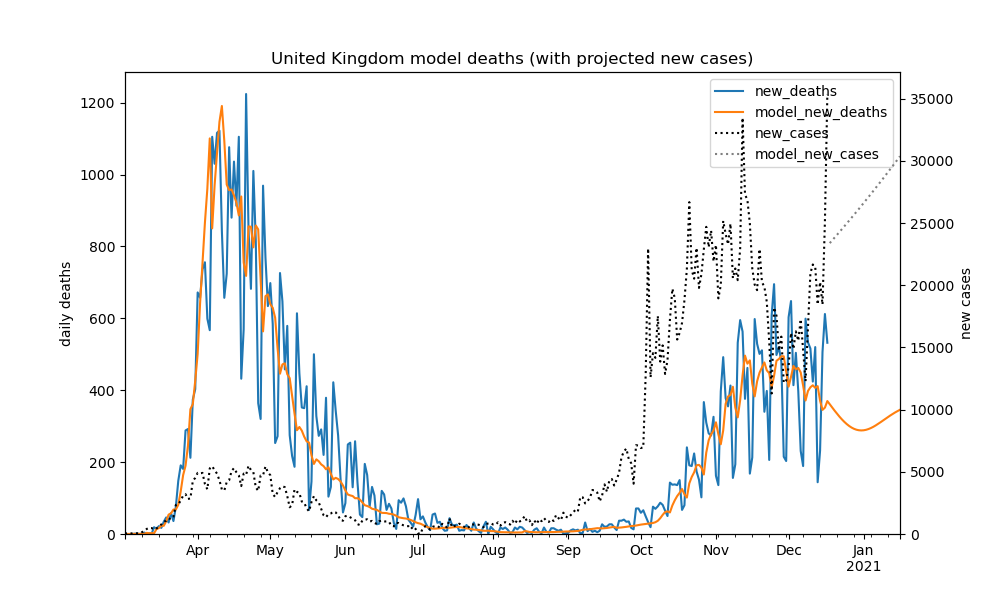 United Kingdom model deaths (with projected new cases)
new_deaths
model_new_deaths
new_cases
model_new_cases
daily deaths
1200
1000
800
600
400
200
0
35000
30000
25000
20000
15000
10000
5000
0
new cases
Apr May Jun Jul Aug Sep Oct Nov Dec Jan
2021